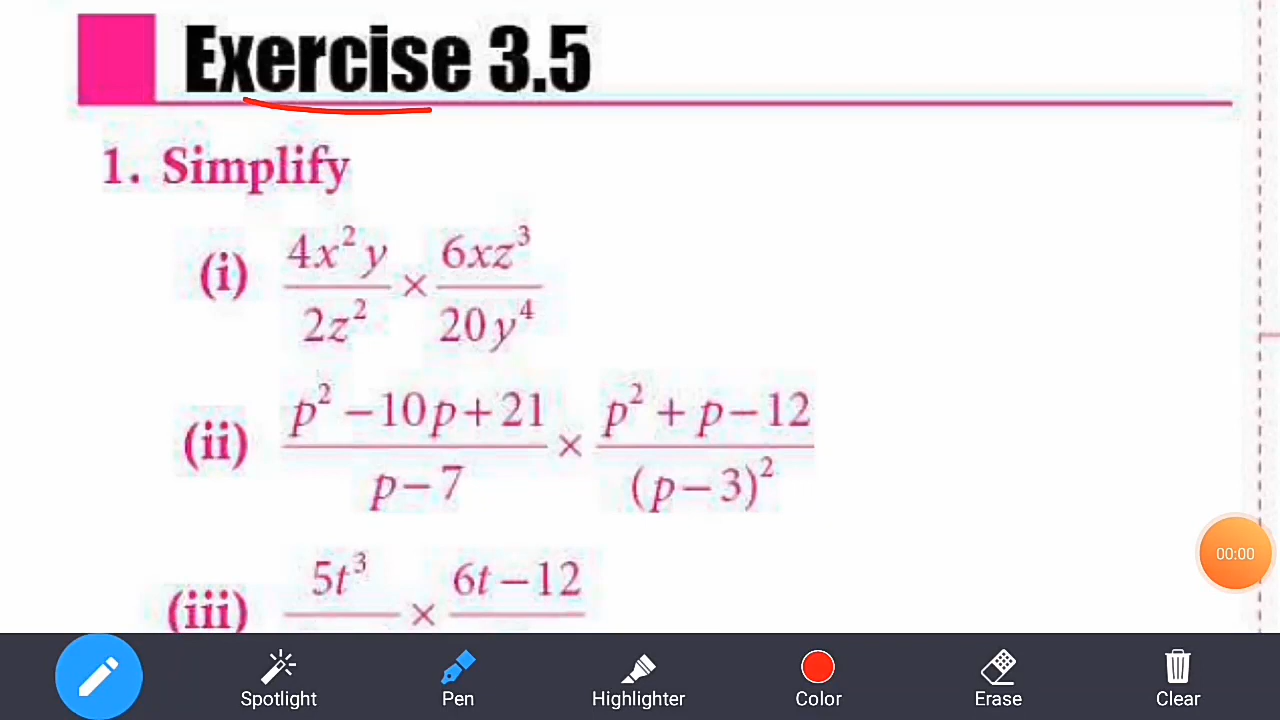 Exercise 3.5
1. Simplify
(i) 4x²y / 2z² × 6xz³ / 20y⁴
(ii) p² − 10p + 21 / p − 7 × p² + p − 12 / (p − 3)²
(iii) 5t³ × 6t − 12
00:00
Spotlight Pen Highlighter Color Erase Clear